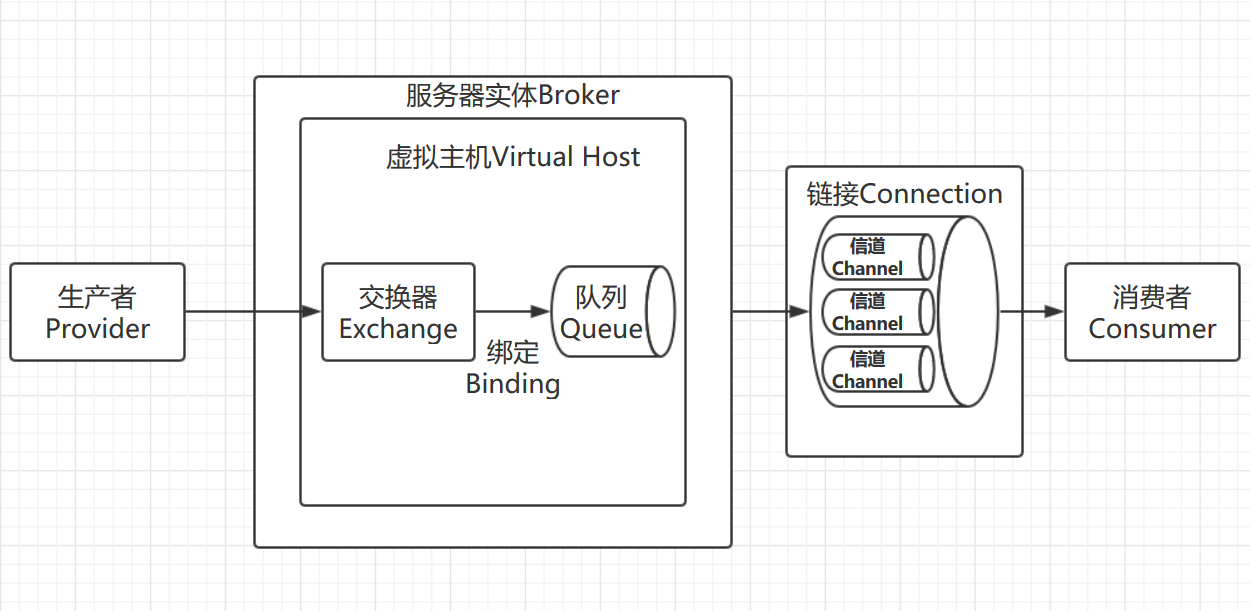 服务器实体Broker
虚拟主机Virtual Host
生产者
Provider
交换器
Exchange
绑定
Binding
队列
Queue
链接Connection
信道
Channel
信道
Channel
信道
Channel
消费者
Consumer